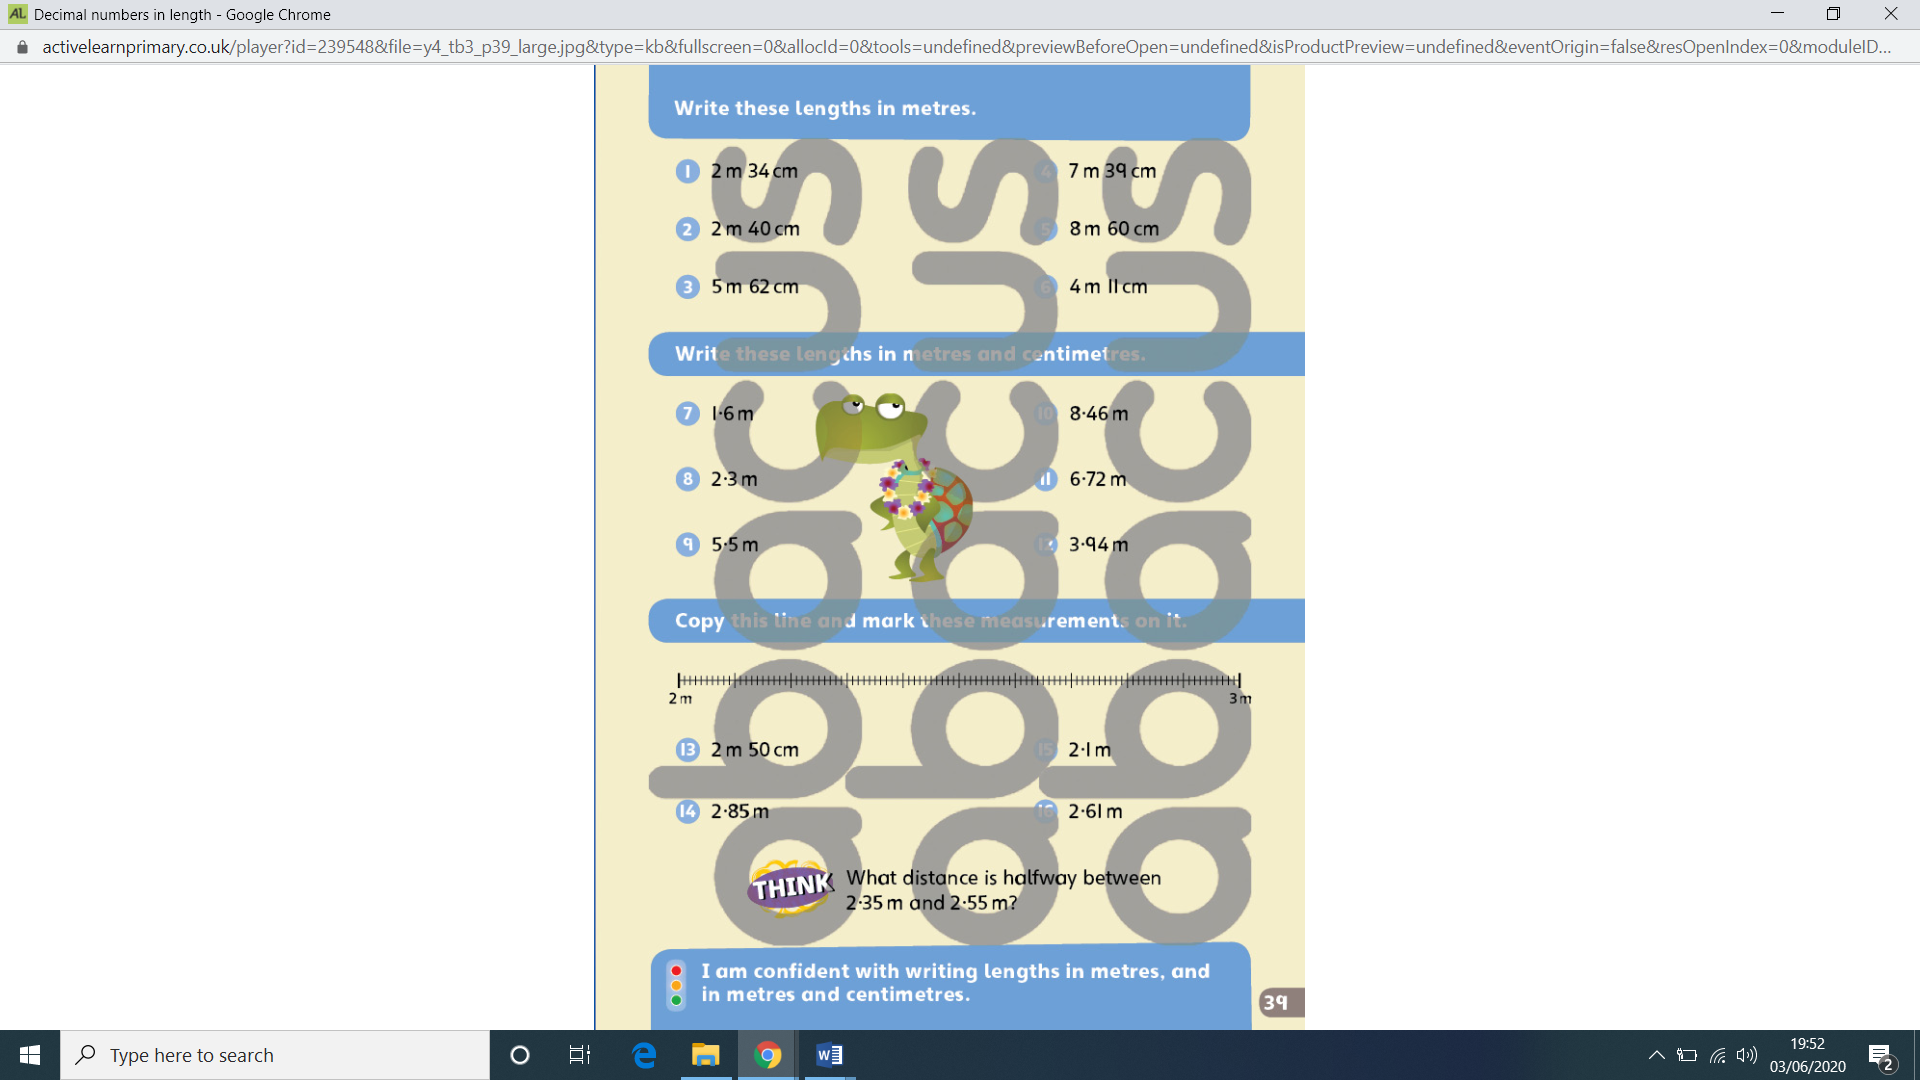 AL Decimal numbers in length - Google Chrome
activelearnprimary.co.uk/player?id=239548&file=y4_tb3_p39_large.jpg&type=kb&fullscreen=0&allocId=0&tools=undefined&previewBeforeOpen=undefined&isProductPreview=undefined&eventOrigin=false&resOpenIndex=0&moduleID...
Write these lengths in metres.
1 2 m 34 cm
4 7 m 39 cm
2 2 m 40 cm
5 8 m 60 cm
3 5 m 62 cm
6 4 m 11 cm
Write these lengths in metres and centimetres.
7 1·6 m
10 8·46 m
8 2·3 m
11 6·72 m
9 5·5 m
12 3·94 m
Copy this line and mark these measurements on it.
2 m 3 m
13 2 m 50 cm
15 2·1 m
14 2·85 m
16 2·61 m
THINK What distance is halfway between
2·35 m and 2·55 m?
I am confident with writing lengths in metres, and
in metres and centimetres.
39
abacus abacus abacus
Type here to search
19:52
03/06/2020
2